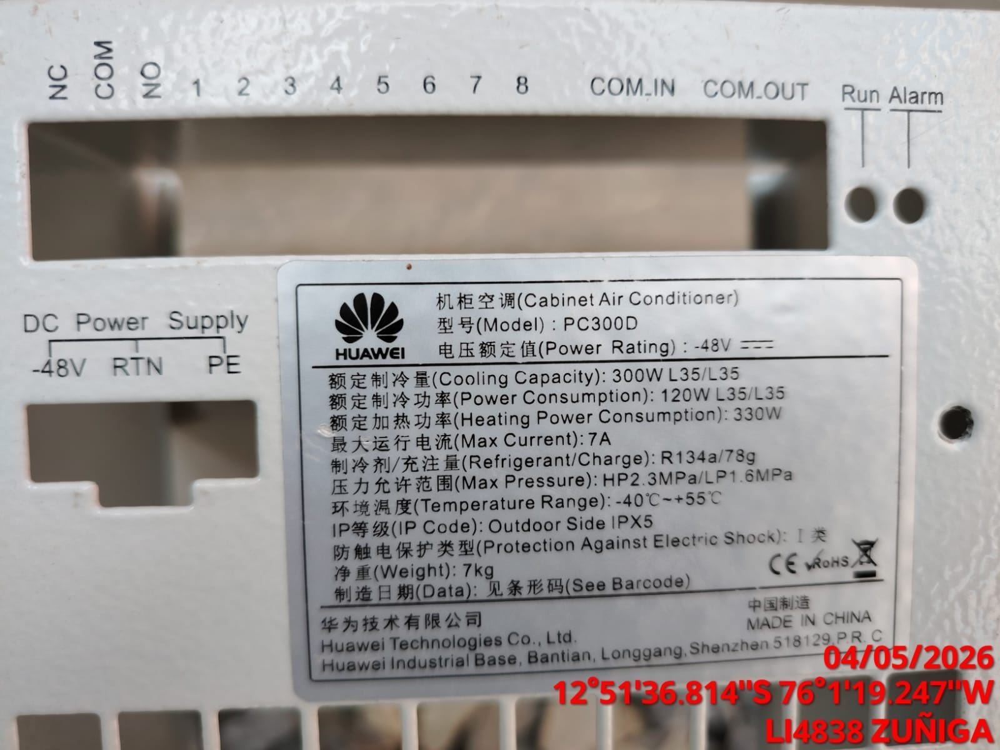 NC COM NO 1 2 3 4 5 6 7 8 COM_IN COM_OUT Run Alarm
DC Power Supply
-48V RTN PE
HUAWEI
机柜空调(Cabinet Air Conditioner)
型号(Model) : PC300D
电压额定值(Power Rating) : -48V
额定制冷量(Cooling Capacity): 300W L35/L35
额定制冷功率(Power Consumption): 120W L35/L35
额定加热功率(Heating Power Consumption): 330W
最大运行电流(Max Current): 7A
制冷剂/充注量(Refrigerant/Charge): R134a/78g
压力允许范围(Max Pressure): HP2.3MPa/LP1.6MPa
环境温度(Temperature Range): -40℃~+55℃
IP等级(IP Code): Outdoor Side IPX5
防触电保护类型(Protection Against Electric Shock): I 类
净重(Weight): 7kg
制造日期(Data): 见条形码(See Barcode)
CE RoHS
华为技术有限公司
Huawei Technologies Co., Ltd.
中国制造
MADE IN CHINA
Huawei Industrial Base, Bantian, Longgang, Shenzhen 518129, P.R. C
04/05/2026
12°51'36.814"S 76°1'19.247"W
LI4838 ZUÑIGA